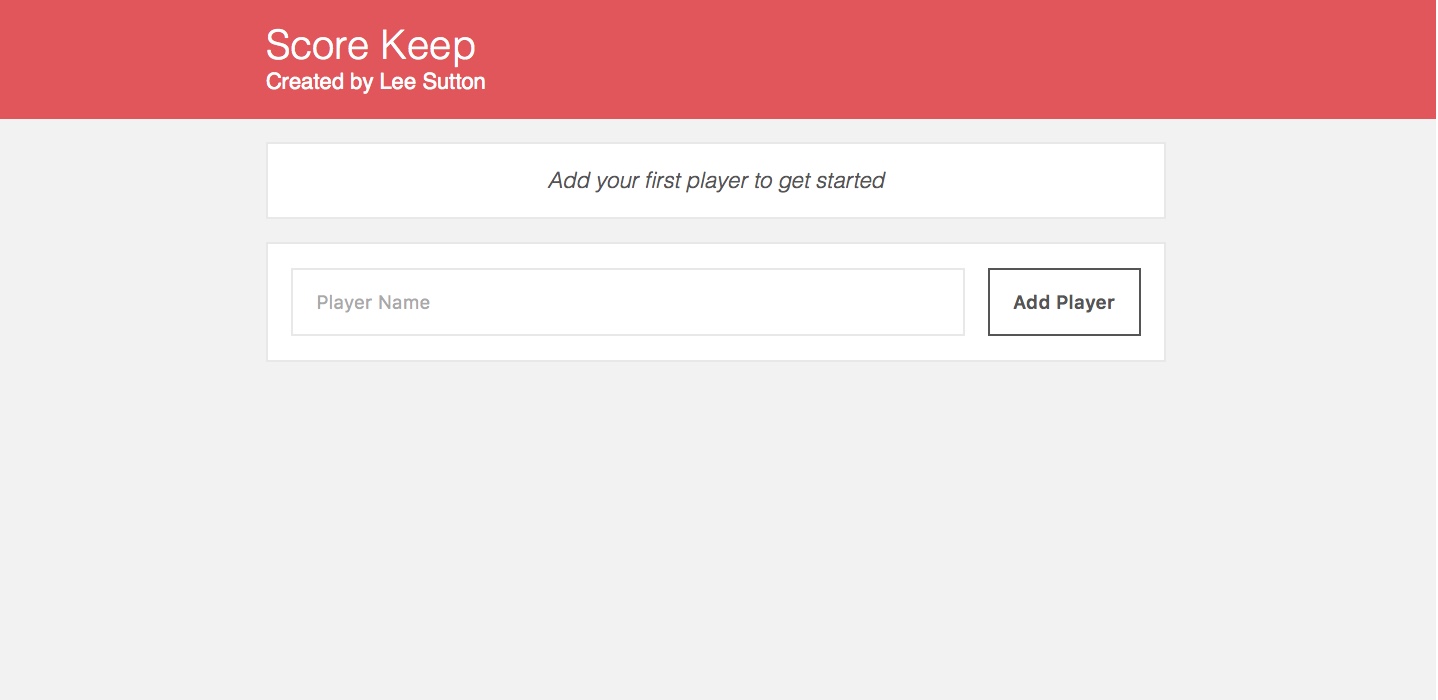 Score Keep
Created by Lee Sutton
Add your first player to get started
Player Name
Add Player